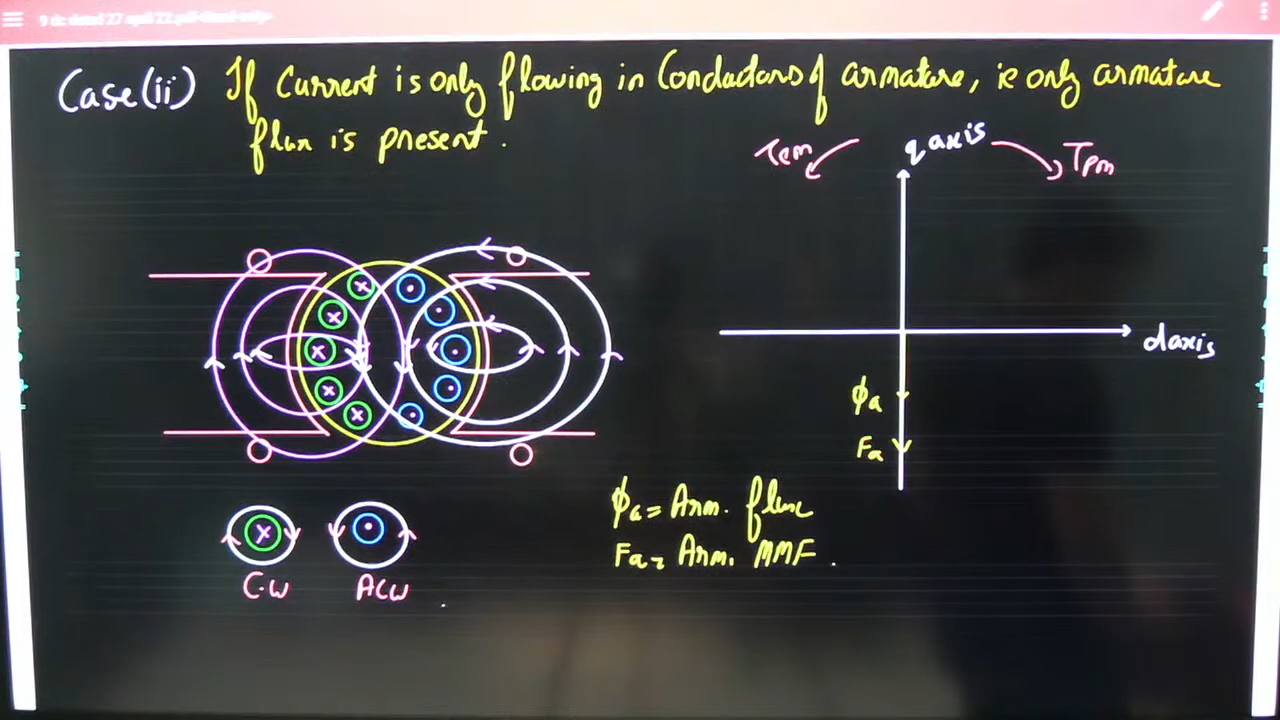 Case(ii) If Current is only flowing in Conductors of armature, ie only armature
flux is present.
Tem
q axis
Tpm
d axis
ϕa
Fa
ϕa = Arm. flux
Fa = Arm. MMF.
C.W
ACW